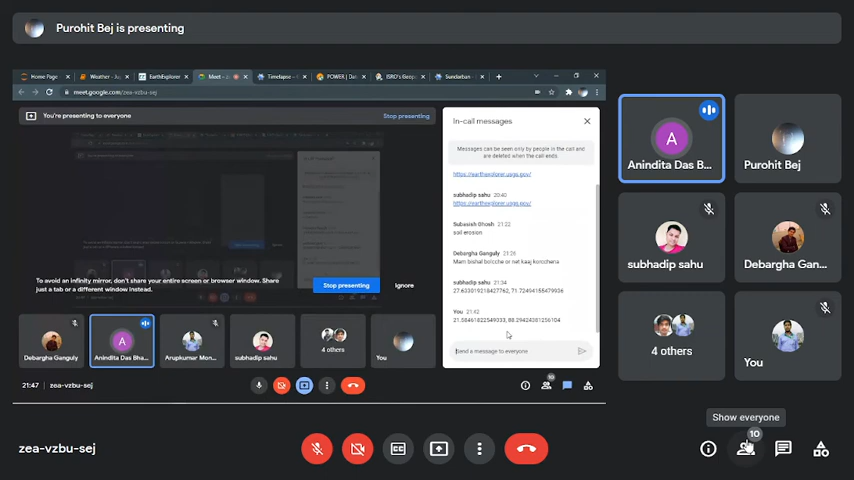 Purohit Bej is presenting
Home Page -
Weather - Ju
EarthExplorer
Meet - z
Timelapse - G
POWER | Dat
ISRO's Geop
Sundarban -
meet.google.com/zea-vzbu-sej
You're presenting to everyone
Stop presenting
To avoid an infinity mirror, don't share your entire screen or browser window. Share
just a tab or a different window instead.
Stop presenting
Ignore
In-call messages
Messages can be seen only by people in the call and
are deleted when the call ends
https://earthexplorer.usgs.gov/
subhadip sahu 20:40
https://earthexplorer.usgs.gov/
Subasish Ghosh 21:22
soil erosion
Debargha Ganguly 21:26
Mam bishal bolcche or net kaaj korcchena
subhadip sahu 21:34
27.633019218427762, 71.72494155479936
You 21:42
21.58461822549033, 88.29424381256104
Send a message to everyone
Debargha Ganguly
Anindita Das Bha...
Arupkumar Mon...
subhadip sahu
4 others
You
21:47 | zea-vzbu-sej
10
Anindita Das B...
Purohit Bej
subhadip sahu
Debargha Gan...
4 others
You
Show everyone
10
zea-vzbu-sej
CC
A
A